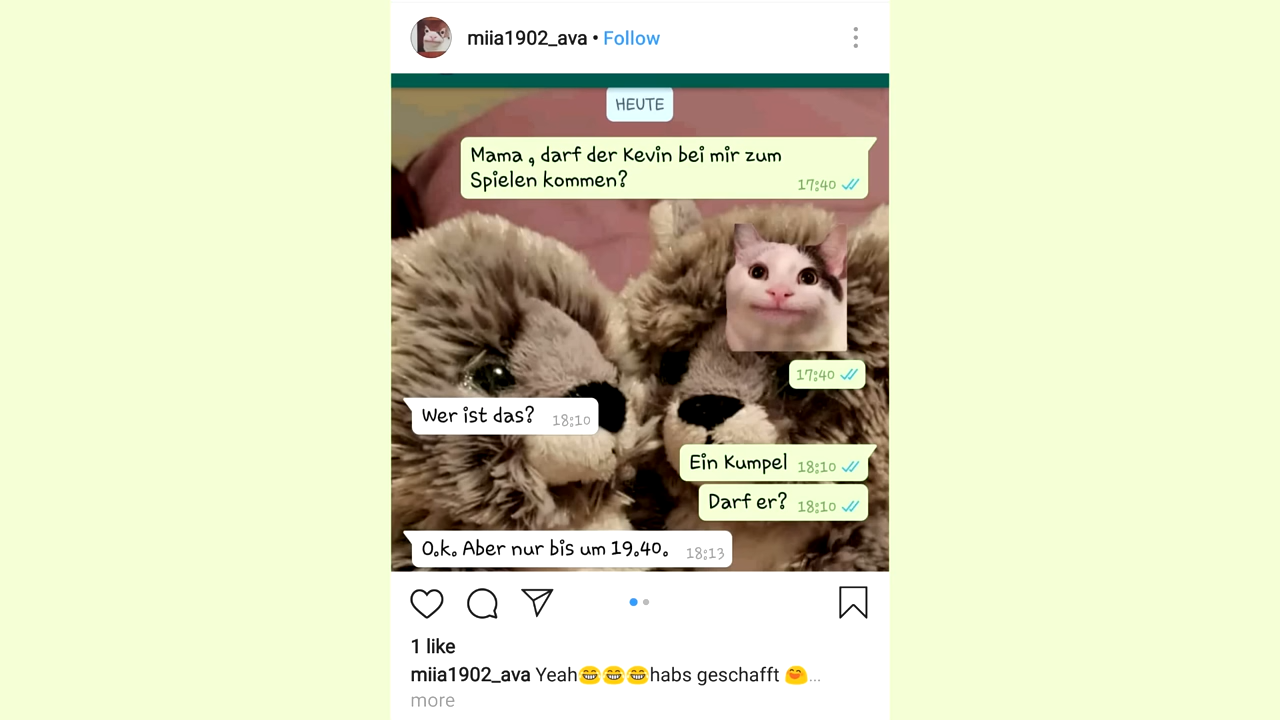 miia1902_ava • Follow
HEUTE
Mama , darf der Kevin bei mir zum
Spielen kommen?
17:40
17:40
Wer ist das? 18:10
Ein Kumpel 18:10
Darf er? 18:10
O.k. Aber nur bis um 19.40. 18:13
1 like
miia1902_ava Yeah😁😁😁habs geschafft 😊...
more